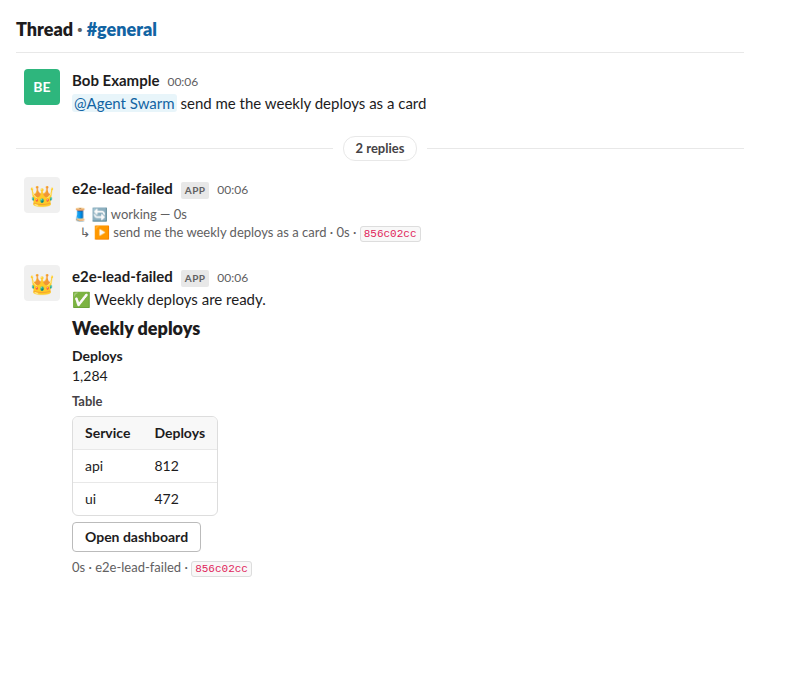 Thread • #general
BE
Bob Example 00:06
@Agent Swarm send me the weekly deploys as a card
2 replies
e2e-lead-failed APP 00:06
🧵 🔄 working — 0s
↳ ▶️ send me the weekly deploys as a card · 0s · 856c02cc
e2e-lead-failed APP 00:06
✅ Weekly deploys are ready.
Weekly deploys
Deploys
1,284
Table
Service Deploys
api 812
ui 472
Open dashboard
0s · e2e-lead-failed · 856c02cc